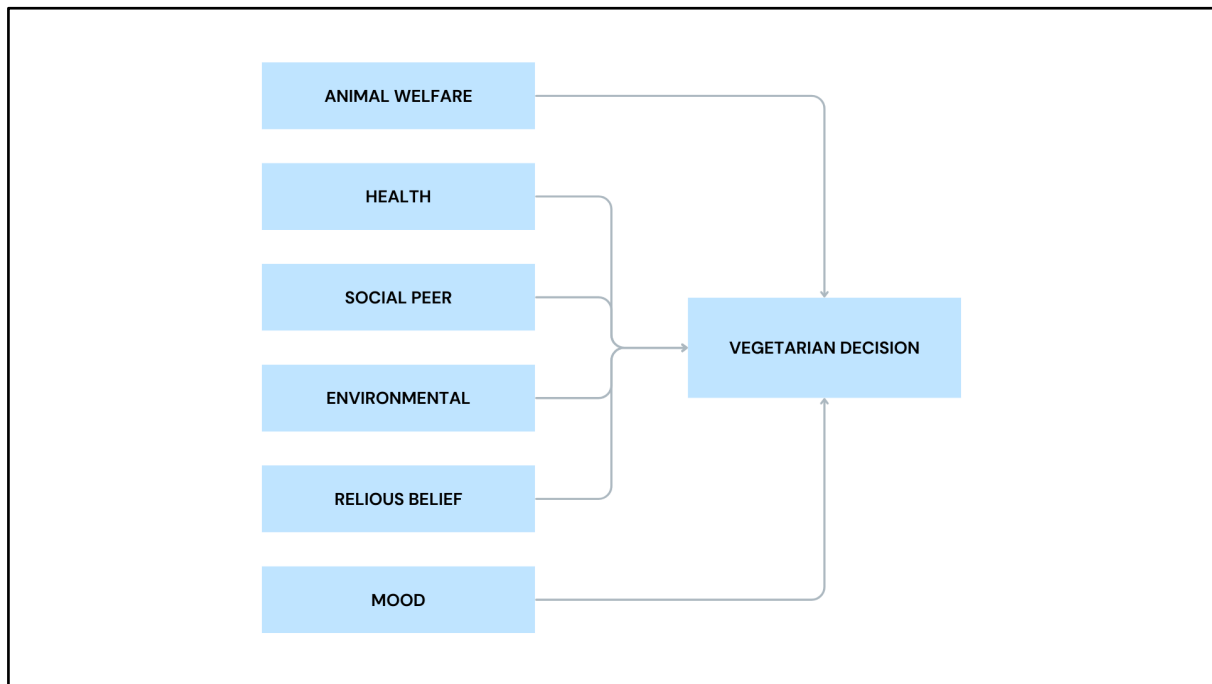 ANIMAL WELFARE
HEALTH
SOCIAL PEER
ENVIRONMENTAL
RELIOUS BELIEF
MOOD
VEGETARIAN DECISION